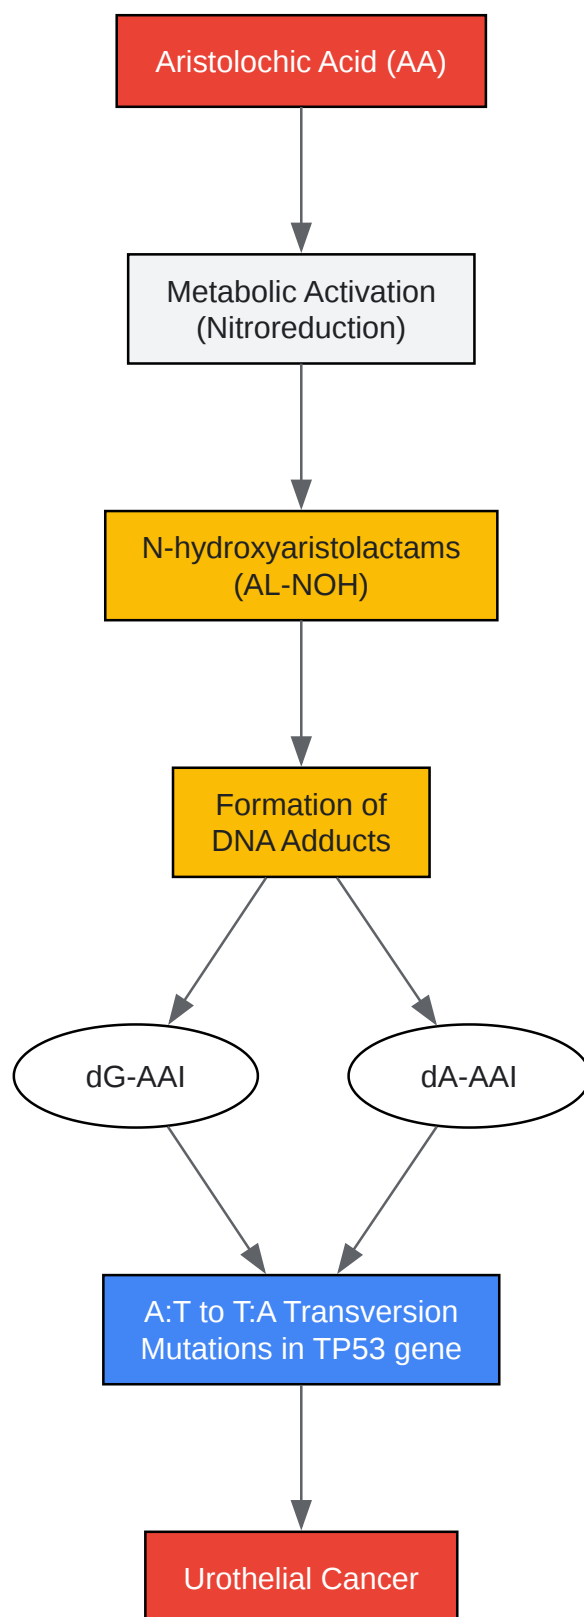 Aristolochic Acid (AA)
Metabolic Activation
(Nitroreduction)
N-hydroxyaristolactams
(AL-NOH)
Formation of
DNA Adducts
dG-AAI
dA-AAI
A:T to T:A Transversion
Mutations in TP53 gene
Urothelial Cancer